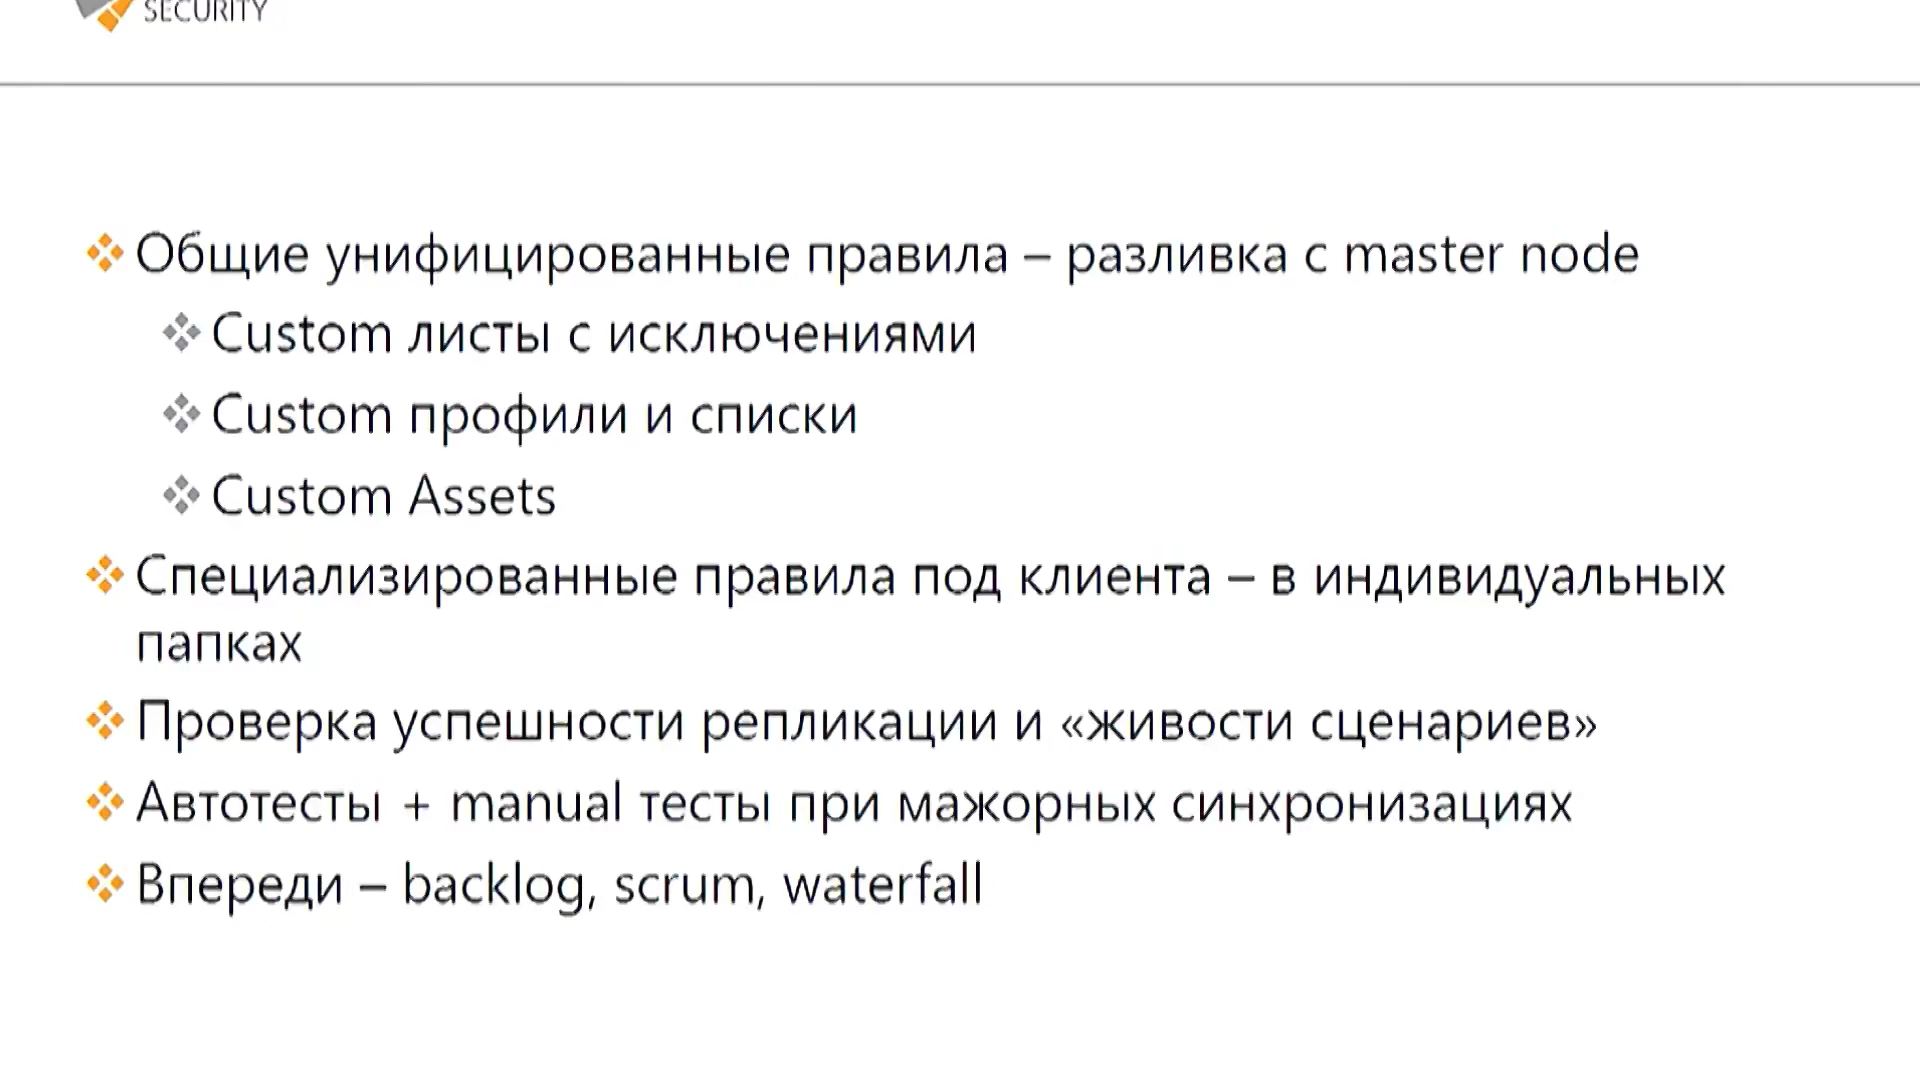 SECURITY
Общие унифицированные правила – разливка с master node
Custom листы с исключениями
Custom профили и списки
Custom Assets
Специализированные правила под клиента – в индивидуальных
папках
Проверка успешности репликации и «живости сценариев»
Автотесты + manual тесты при мажорных синхронизациях
Впереди – backlog, scrum, waterfall